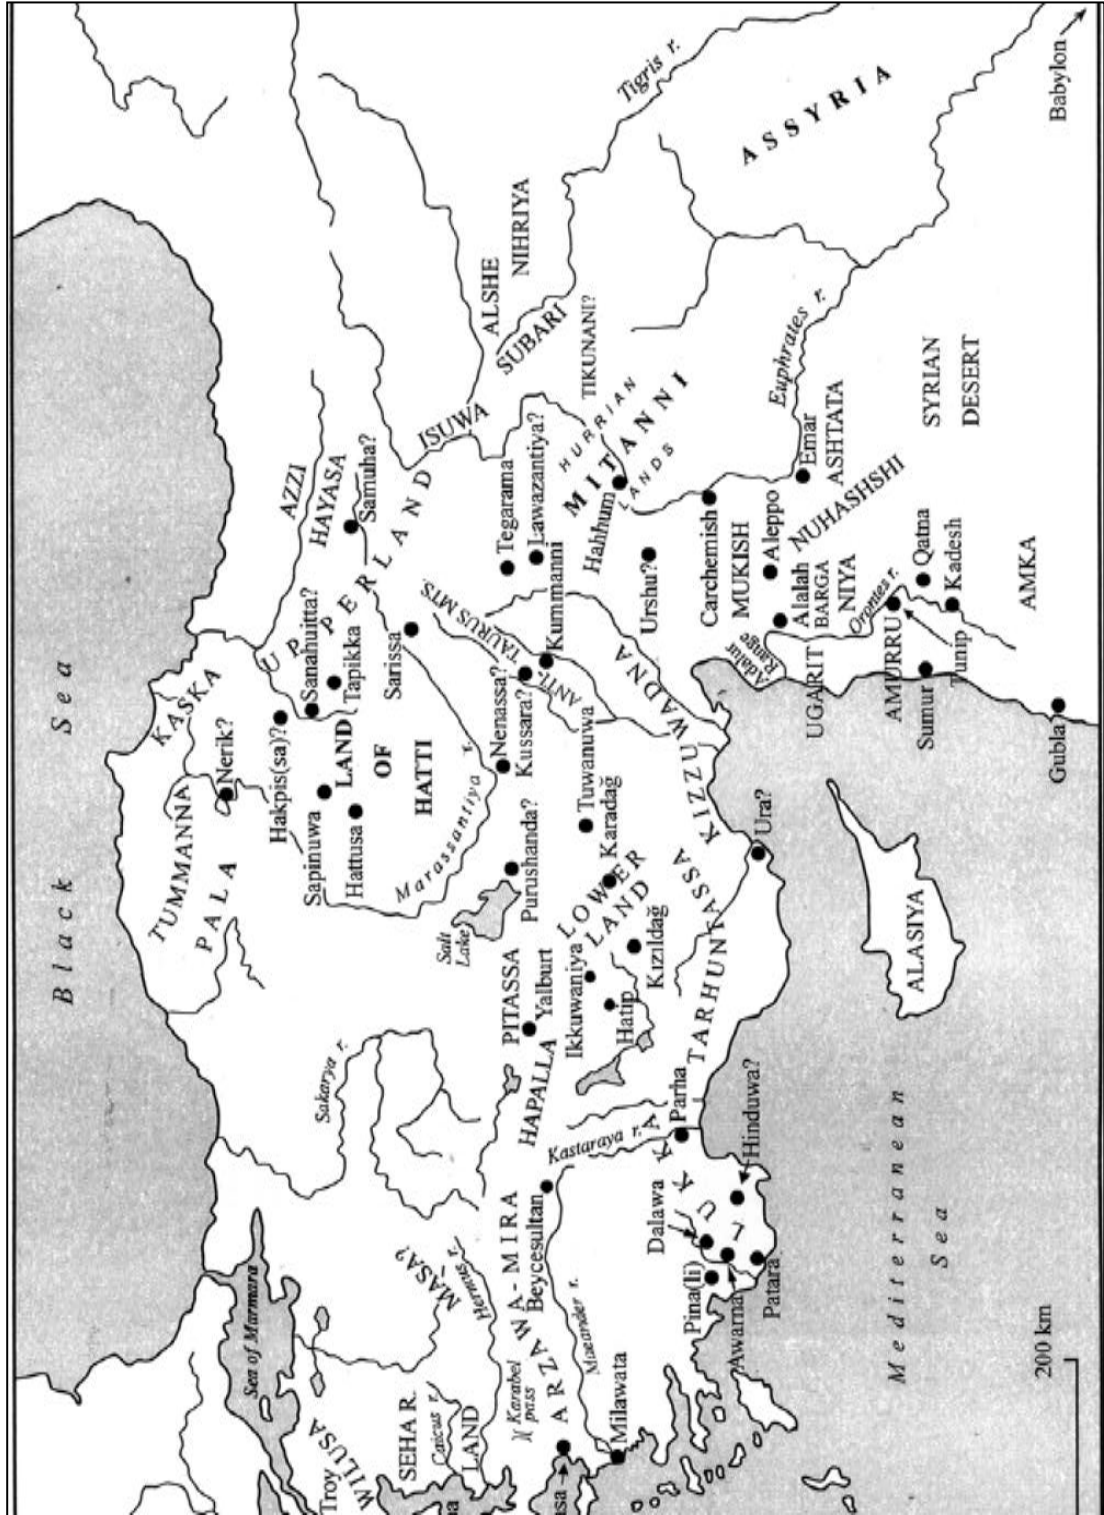 Black Sea
Sea of Marmara
Troy
WILUSA
SEHA R.
LAND
Caicus r.
MASA?
Hermus r.
Karabel
pass
ARZAWA-MIRA
Beycesultan
Maeander r.
Milawata
Sakarya r.
HAPALLA
PITASSA
Yalburt
Kastaraya r.
Ikkuwaniya
Hatip
Kızıldağ
Karadağ
LOWER
LAND
TARHUNTASSA
Parha
LUKKA
Dalawa
Hinduwa?
Pina(li)
Awarna
Patara
Salt
Lake
Purushanda?
Tuwanuwa
Ura?
KIZZUWADNA
TUMMANNA
PALA
KASKA
Nerik?
Hakpis(sa)?
Sapinuwa
Hattusa
LAND
OF
HATTI
Marassantiya r.
Sanahuitta?
Tapikka
Sarissa
UPPER LAND
AZZI
HAYASA
Samuha?
ISUWA
Nenassa?
Kussara?
ANTI-
TAURUS MTS.
Kummanni
Tegarama
Lawazantiya?
Hahhum
Urshu?
ALSHE
NIHRIYA
SUBARI
TIKUNANI?
HURRIAN
MITANNI
LANDS
Tigris r.
ASSYRIA
Babylon
Euphrates r.
Carchemish
MUKISH
Aleppo
Alalah
BARGA
NIYA
NUHASHSHI
Emar
ASHTATA
SYRIAN
DESERT
Adalur
Range
UGARIT
Orontes r.
AMURRU
Tunip
Sumur
Qatna
Kadesh
AMKA
Gubla
ALASIYA
Mediterranean
Sea
200 km